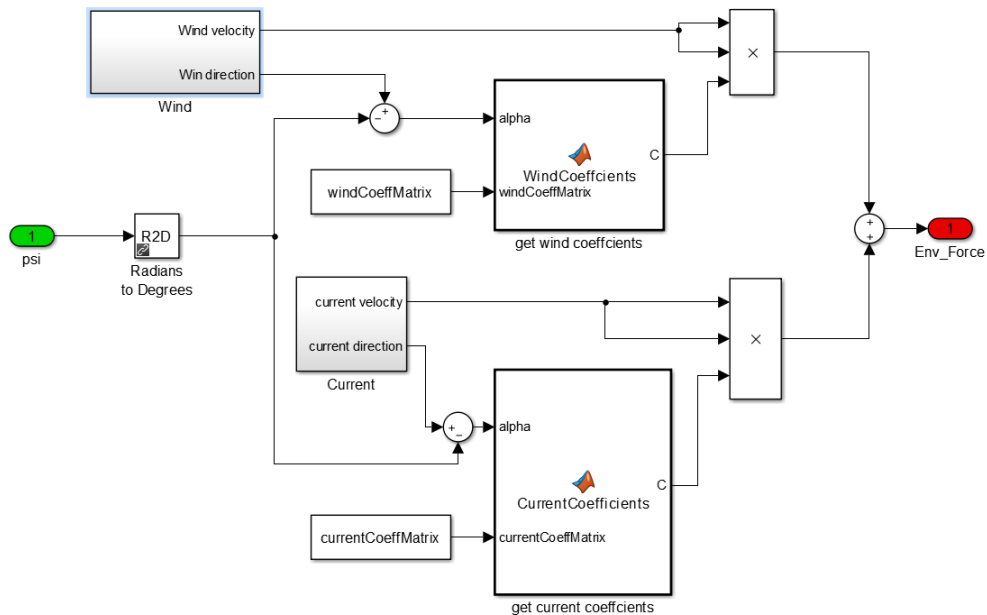 Wind velocity
Win direction
Wind
×
−
+
alpha
C
WindCoeffcients
windCoeffMatrix
windCoeffMatrix
get wind coeffcients
1
psi
R2D
Radians
to Degrees
+
+
1
Env_Force
current velocity
current direction
Current
×
+
−
alpha
C
CurrentCoefficients
currentCoeffMatrix
currentCoeffMatrix
get current coeffcients